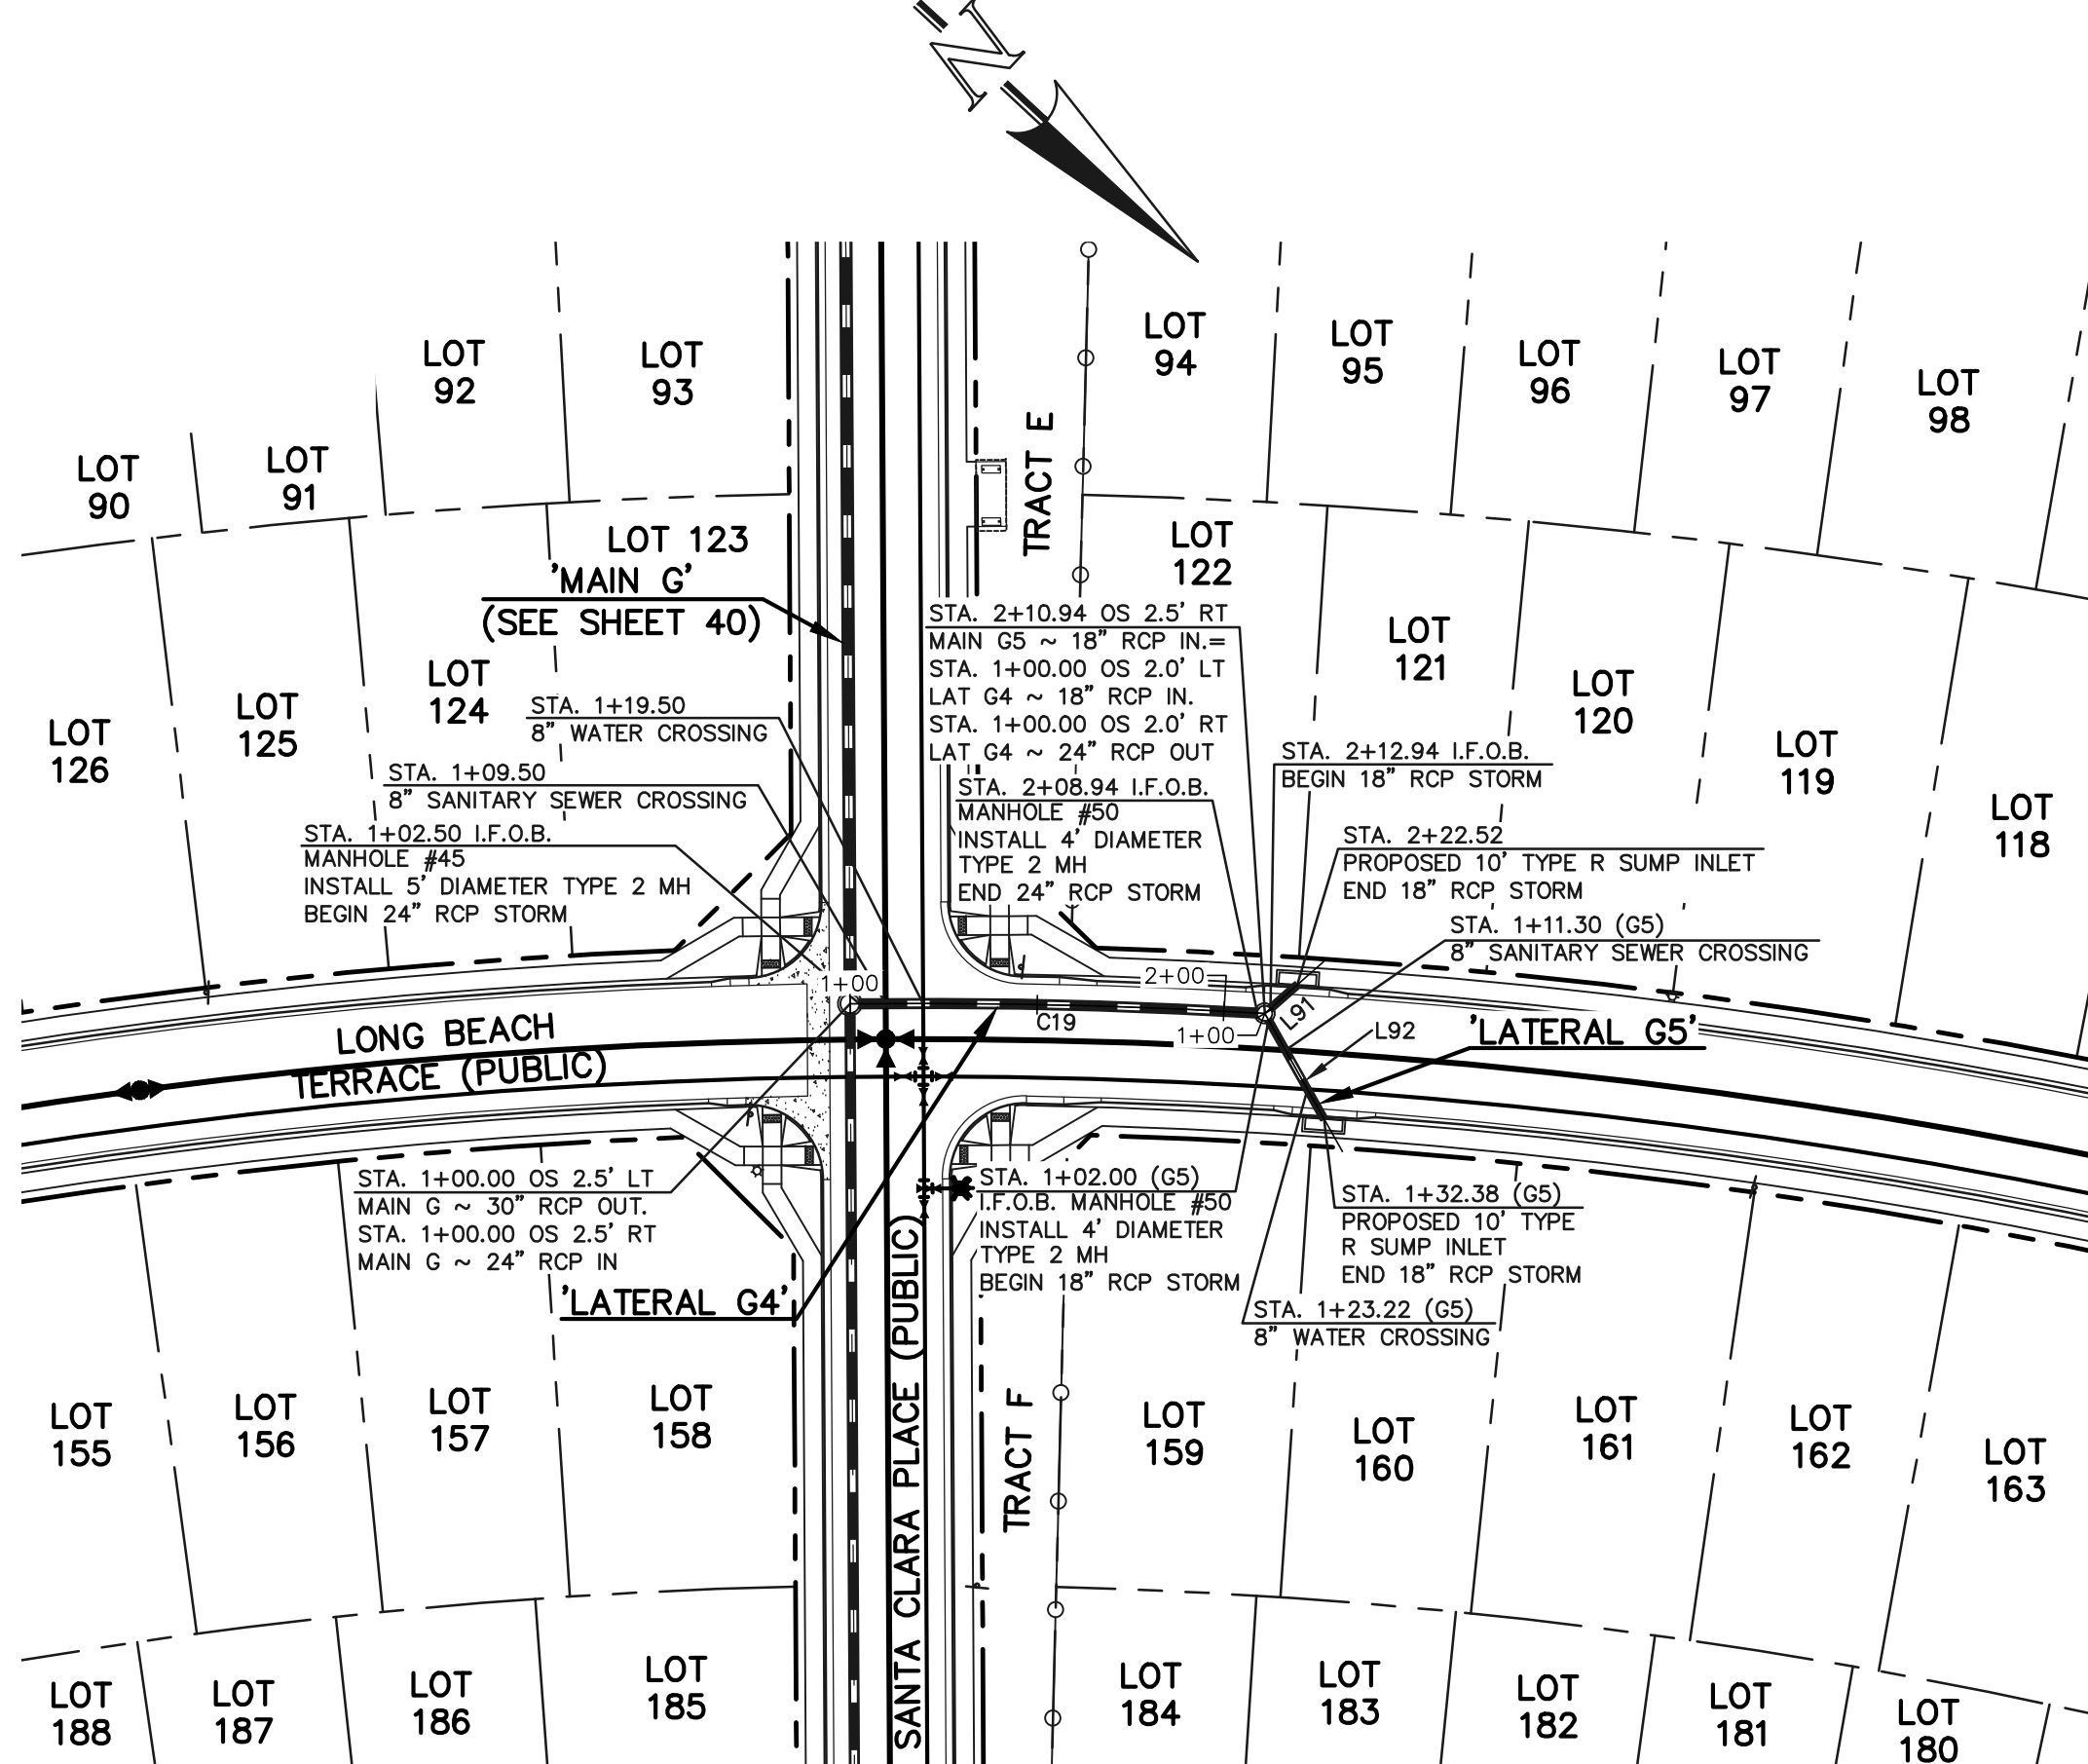 N
LOT
92
LOT
93
LOT
94
LOT
95
LOT
96
LOT
97
LOT
98
LOT
90
LOT
91
TRACT E
LOT 123
'MAIN G'
(SEE SHEET 40)
LOT
122
LOT
121
LOT
120
LOT
119
LOT
118
LOT
124
LOT
125
LOT
126
STA. 2+10.94 OS 2.5' RT
MAIN G5 ~ 18" RCP IN.=
STA. 1+00.00 OS 2.0' LT
LAT G4 ~ 18" RCP IN.
STA. 1+00.00 OS 2.0' RT
LAT G4 ~ 24" RCP OUT
STA. 1+19.50
8" WATER CROSSING
STA. 1+09.50
8" SANITARY SEWER CROSSING
STA. 1+02.50 I.F.O.B.
MANHOLE #45
INSTALL 5' DIAMETER TYPE 2 MH
BEGIN 24" RCP STORM
STA. 2+08.94 I.F.O.B.
MANHOLE #50
INSTALL 4' DIAMETER
TYPE 2 MH
END 24" RCP STORM
STA. 2+12.94 I.F.O.B.
BEGIN 18" RCP STORM
STA. 2+22.52
PROPOSED 10' TYPE R SUMP INLET
END 18" RCP STORM
STA. 1+11.30 (G5)
8" SANITARY SEWER CROSSING
1+00
2+00
C19
1+00
L91
L92
'LATERAL G5'
LONG BEACH
TERRACE (PUBLIC)
STA. 1+00.00 OS 2.5' LT
MAIN G ~ 30" RCP OUT.
STA. 1+00.00 OS 2.5' RT
MAIN G ~ 24" RCP IN
'LATERAL G4'
STA. 1+02.00 (G5)
I.F.O.B. MANHOLE #50
INSTALL 4' DIAMETER
TYPE 2 MH
BEGIN 18" RCP STORM
STA. 1+32.38 (G5)
PROPOSED 10' TYPE
R SUMP INLET
END 18" RCP STORM
STA. 1+23.22 (G5)
8" WATER CROSSING
SANTA CLARA PLACE (PUBLIC)
TRACT F
LOT
155
LOT
156
LOT
157
LOT
158
LOT
159
LOT
160
LOT
161
LOT
162
LOT
163
LOT
188
LOT
187
LOT
186
LOT
185
LOT
184
LOT
183
LOT
182
LOT
181
LOT
180